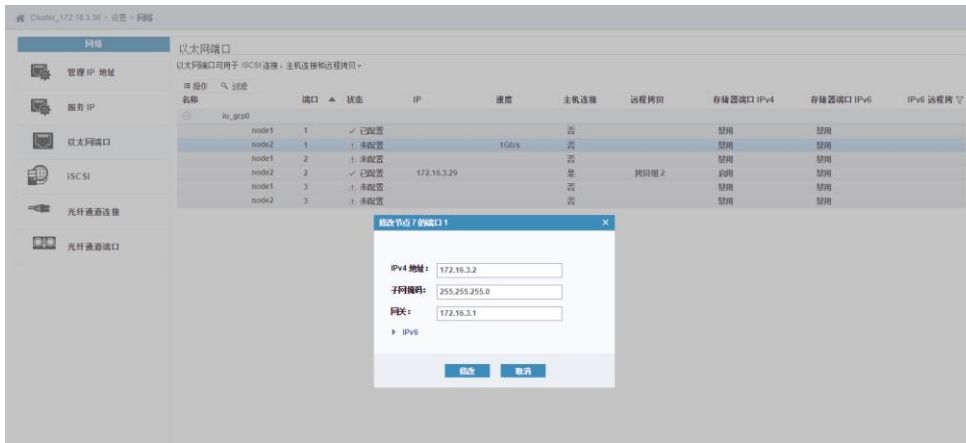 Cluster_172.16.3.36 > 设置 > 网络
网络
管理 IP 地址
服务 IP
以太网端口
iSCSI
光纤通道连接
光纤通道端口
以太网端口
以太网端口可用于 iSCSI 连接、主机连接和远程拷贝。
操作 过滤
名称 端口 状态 IP 速度 主机连接 远程拷贝 存储器端口 IPv4 存储器端口 IPv6 IPv6 远程拷
io_grp0
node1 1 已配置 否 禁用 禁用
node2 1 未配置 1Gb/s 否 禁用 禁用
node1 2 未配置 否 禁用 禁用
node2 2 已配置 172.16.3.29 是 拷贝组 2 启用 禁用
node1 3 未配置 否 禁用 禁用
node2 3 未配置 否 禁用 禁用
修改节点 7 的端口 1 ×
IPv4 地址： 172.16.3.2
子网掩码： 255.255.255.0
网关： 172.16.3.1
IPv6
修改 取消